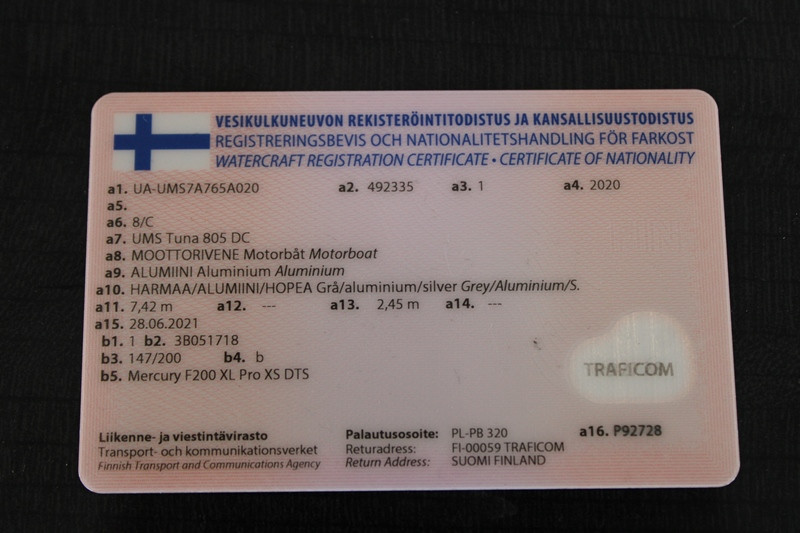 VESIKULKUNEUVON REKISTERÖINTITODISTUS JA KANSALLISUUSTODISTUS
REGISTRERINGSBEVIS OCH NATIONALITETSHANDLING FÖR FARKOST
WATERCRAFT REGISTRATION CERTIFICATE • CERTIFICATE OF NATIONALITY
a1. UA-UMS7A765A020 a2. 492335 a3. 1 a4. 2020
a5.
a6. 8/C
a7. UMS Tuna 805 DC
a8. MOOTTORIVENE Motorbåt Motorboat
a9. ALUMIINI Aluminium Aluminium
a10. HARMAA/ALUMIINI/HOPEA Grå/aluminium/silver Grey/Aluminium/S.
a11. 7,42 m a12. --- a13. 2,45 m a14. ---
a15. 28.06.2021
b1. 1 b2. 3B051718
b3. 147/200 b4. b
b5. Mercury F200 XL Pro XS DTS
TRAFICOM
Liikenne- ja viestintävirasto
Transport- och kommunikationsverket
Finnish Transport and Communications Agency
Palautusosoite: PL-PB 320
Returadress: FI-00059 TRAFICOM
Return Address: SUOMI FINLAND
a16. P92728